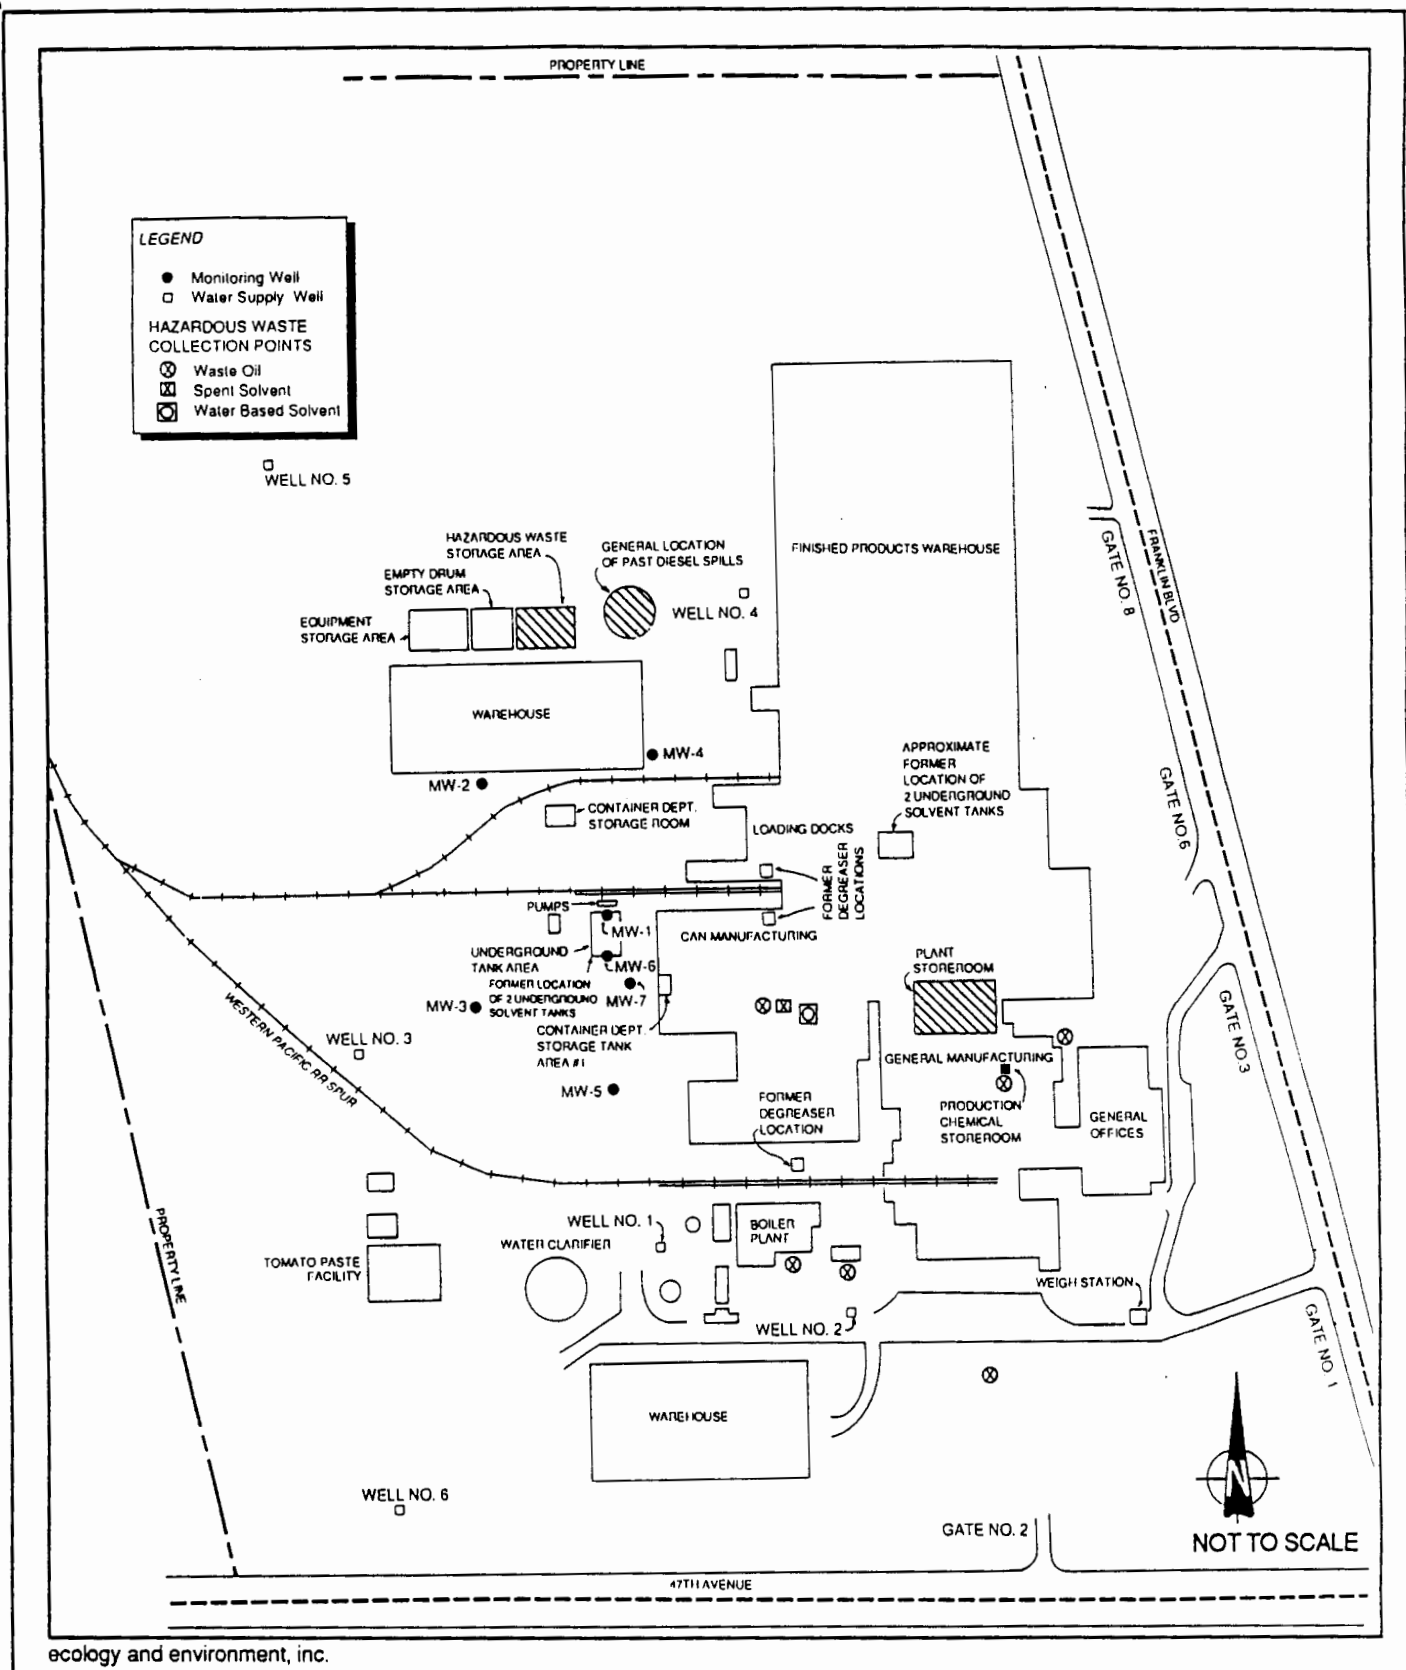 PROPERTY LINE
LEGEND
Monitoring Well
Water Supply Well
HAZARDOUS WASTE
COLLECTION POINTS
Waste Oil
Spent Solvent
Water Based Solvent
WELL NO. 5
HAZARDOUS WASTE
STORAGE AREA
GENERAL LOCATION
OF PAST DIESEL SPILLS
FINISHED PRODUCTS WAREHOUSE
EMPTY DRUM
STORAGE AREA
EQUIPMENT
STORAGE AREA
WELL NO. 4
GATE NO. 8
FRANKLIN BLVD
WAREHOUSE
MW-4
MW-2
APPROXIMATE
FORMER
LOCATION OF
2 UNDERGROUND
SOLVENT TANKS
GATE NO.6
CONTAINER DEPT.
STORAGE ROOM
LOADING DOCKS
FORMER
DEGREASER
LOCATIONS
PUMPS
MW-1
CAN MANUFACTURING
UNDERGROUND
TANK AREA
MW-6
PLANT
STOREROOM
FORMER LOCATION
OF 2 UNDERGROUND
SOLVENT TANKS
MW-7
MW-3
GATE NO.3
CONTAINER DEPT.
STORAGE TANK
AREA #1
WELL NO. 3
WESTERN PACIFIC RR SPUR
GENERAL MANUFACTURING
MW-5
FORMER
DEGREASER
LOCATION
PRODUCTION
CHEMICAL
STOREROOM
GENERAL
OFFICES
PROPERTY LINE
WELL NO. 1
WATER CLARIFIER
BOILER
PLANT
TOMATO PASTE
FACILITY
WEIGH STATION
WELL NO. 2
GATE NO. 1
WAREHOUSE
N
WELL NO. 6
GATE NO. 2
NOT TO SCALE
47TH AVENUE
ecology and environment, inc.